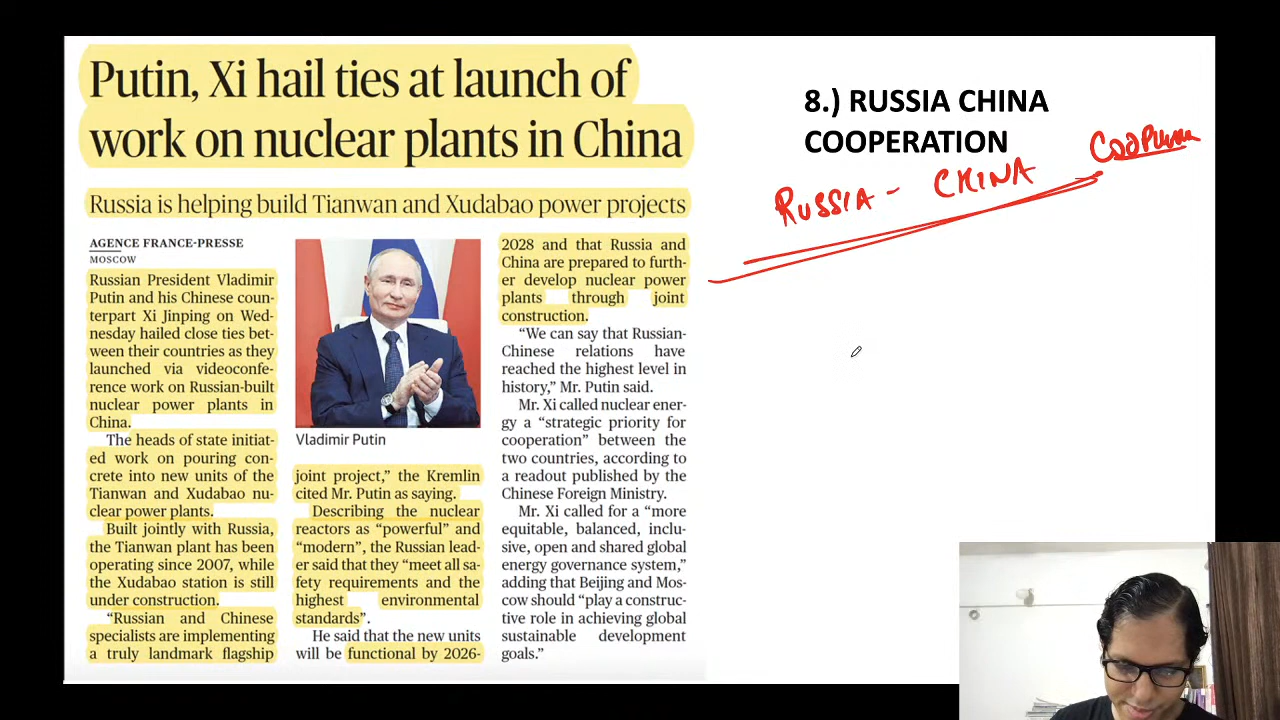 Putin, Xi hail ties at launch of
work on nuclear plants in China
Russia is helping build Tianwan and Xudabao power projects
AGENCE FRANCE-PRESSE
MOSCOW
Russian President Vladimir
Putin and his Chinese coun-
terpart Xi Jinping on Wed-
nesday hailed close ties bet-
ween their countries as they
launched via videoconfe-
rence work on Russian-built
nuclear power plants in
China.
The heads of state initiat-
ed work on pouring con-
crete into new units of the
Tianwan and Xudabao nu-
clear power plants.
Built jointly with Russia,
the Tianwan plant has been
operating since 2007, while
the Xudabao station is still
under construction.
“Russian and Chinese
specialists are implementing
a truly landmark flagship
Vladimir Putin
joint project,” the Kremlin
cited Mr. Putin as saying.
Describing the nuclear
reactors as “powerful” and
“modern”, the Russian lead-
er said that they “meet all sa-
fety requirements and the
highest environmental
standards”.
He said that the new units
will be functional by 2026-
2028 and that Russia and
China are prepared to furth-
er develop nuclear power
plants through joint
construction.
“We can say that Russian-
Chinese relations have
reached the highest level in
history,” Mr. Putin said.
Mr. Xi called nuclear ener-
gy a “strategic priority for
cooperation” between the
two countries, according to
a readout published by the
Chinese Foreign Ministry.
Mr. Xi called for a “more
equitable, balanced, inclu-
sive, open and shared global
energy governance system,”
adding that Beijing and Mos-
cow should “play a construc-
tive role in achieving global
sustainable development
goals.”
8.) RUSSIA CHINA
COOPERATION
RUSSIA - CHINA